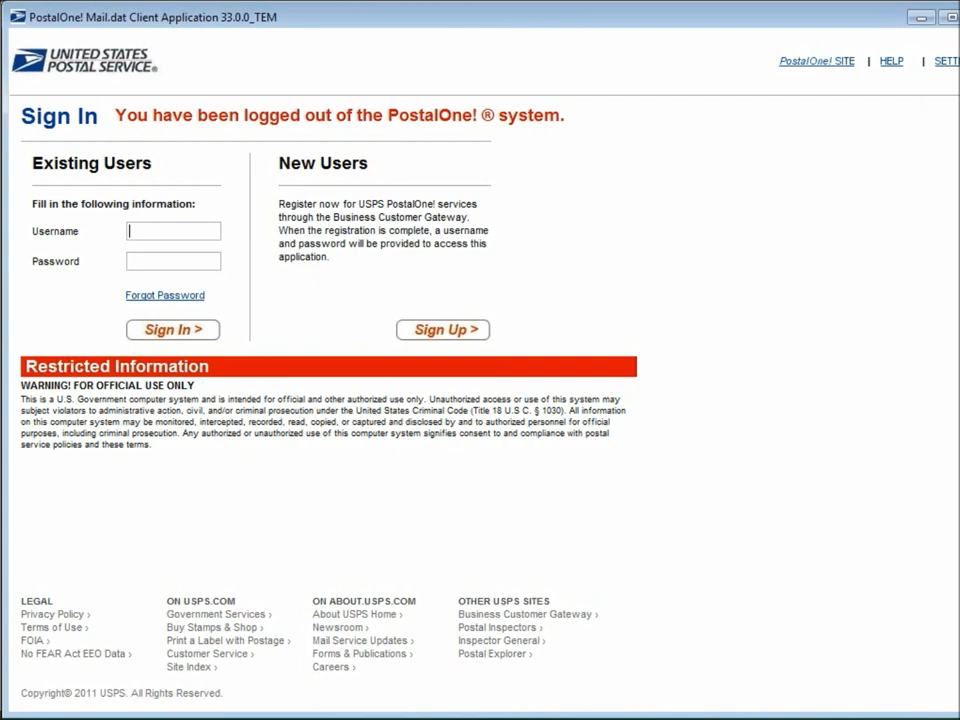 PostalOne! Mail.dat Client Application 33.0.0_TEM
UNITED STATES
POSTAL SERVICE®
PostalOne! SITE | HELP | SETT
Sign In You have been logged out of the PostalOne! ® system.
Existing Users
Fill in the following information:
Username
Password
Forgot Password
Sign In >
New Users
Register now for USPS PostalOne! services
through the Business Customer Gateway.
When the registration is complete, a username
and password will be provided to access this
application.
Sign Up >
Restricted Information
WARNING! FOR OFFICIAL USE ONLY
This is a U.S. Government computer system and is intended for official and other authorized use only. Unauthorized access or use of this system may
subject violators to administrative action, civil, and/or criminal prosecution under the United States Criminal Code (Title 18 U.S C. § 1030). All information
on this computer system may be monitored, intercepted, recorded, read, copied, or captured and disclosed by and to authorized personnel for official
purposes, including criminal prosecution. Any authorized or unauthorized use of this computer system signifies consent to and compliance with postal
service policies and these terms.
LEGAL
Privacy Policy ›
Terms of Use ›
FOIA ›
No FEAR Act EEO Data ›
ON USPS.COM
Government Services ›
Buy Stamps & Shop ›
Print a Label with Postage ›
Customer Service ›
Site Index ›
ON ABOUT.USPS.COM
About USPS Home ›
Newsroom ›
Mail Service Updates ›
Forms & Publications ›
Careers ›
OTHER USPS SITES
Business Customer Gateway ›
Postal Inspectors ›
Inspector General ›
Postal Explorer ›
Copyright© 2011 USPS. All Rights Reserved.